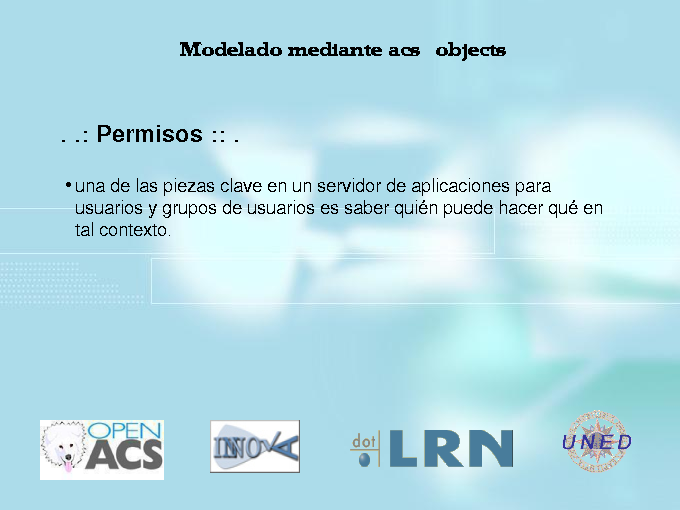 Modelado mediante acs objects
. .: Permisos :: .
•una de las piezas clave en un servidor de aplicaciones para
usuarios y grupos de usuarios es saber quién puede hacer qué en
tal contexto.
OPEN
ACS
INNOVA
dot LRN
UNED